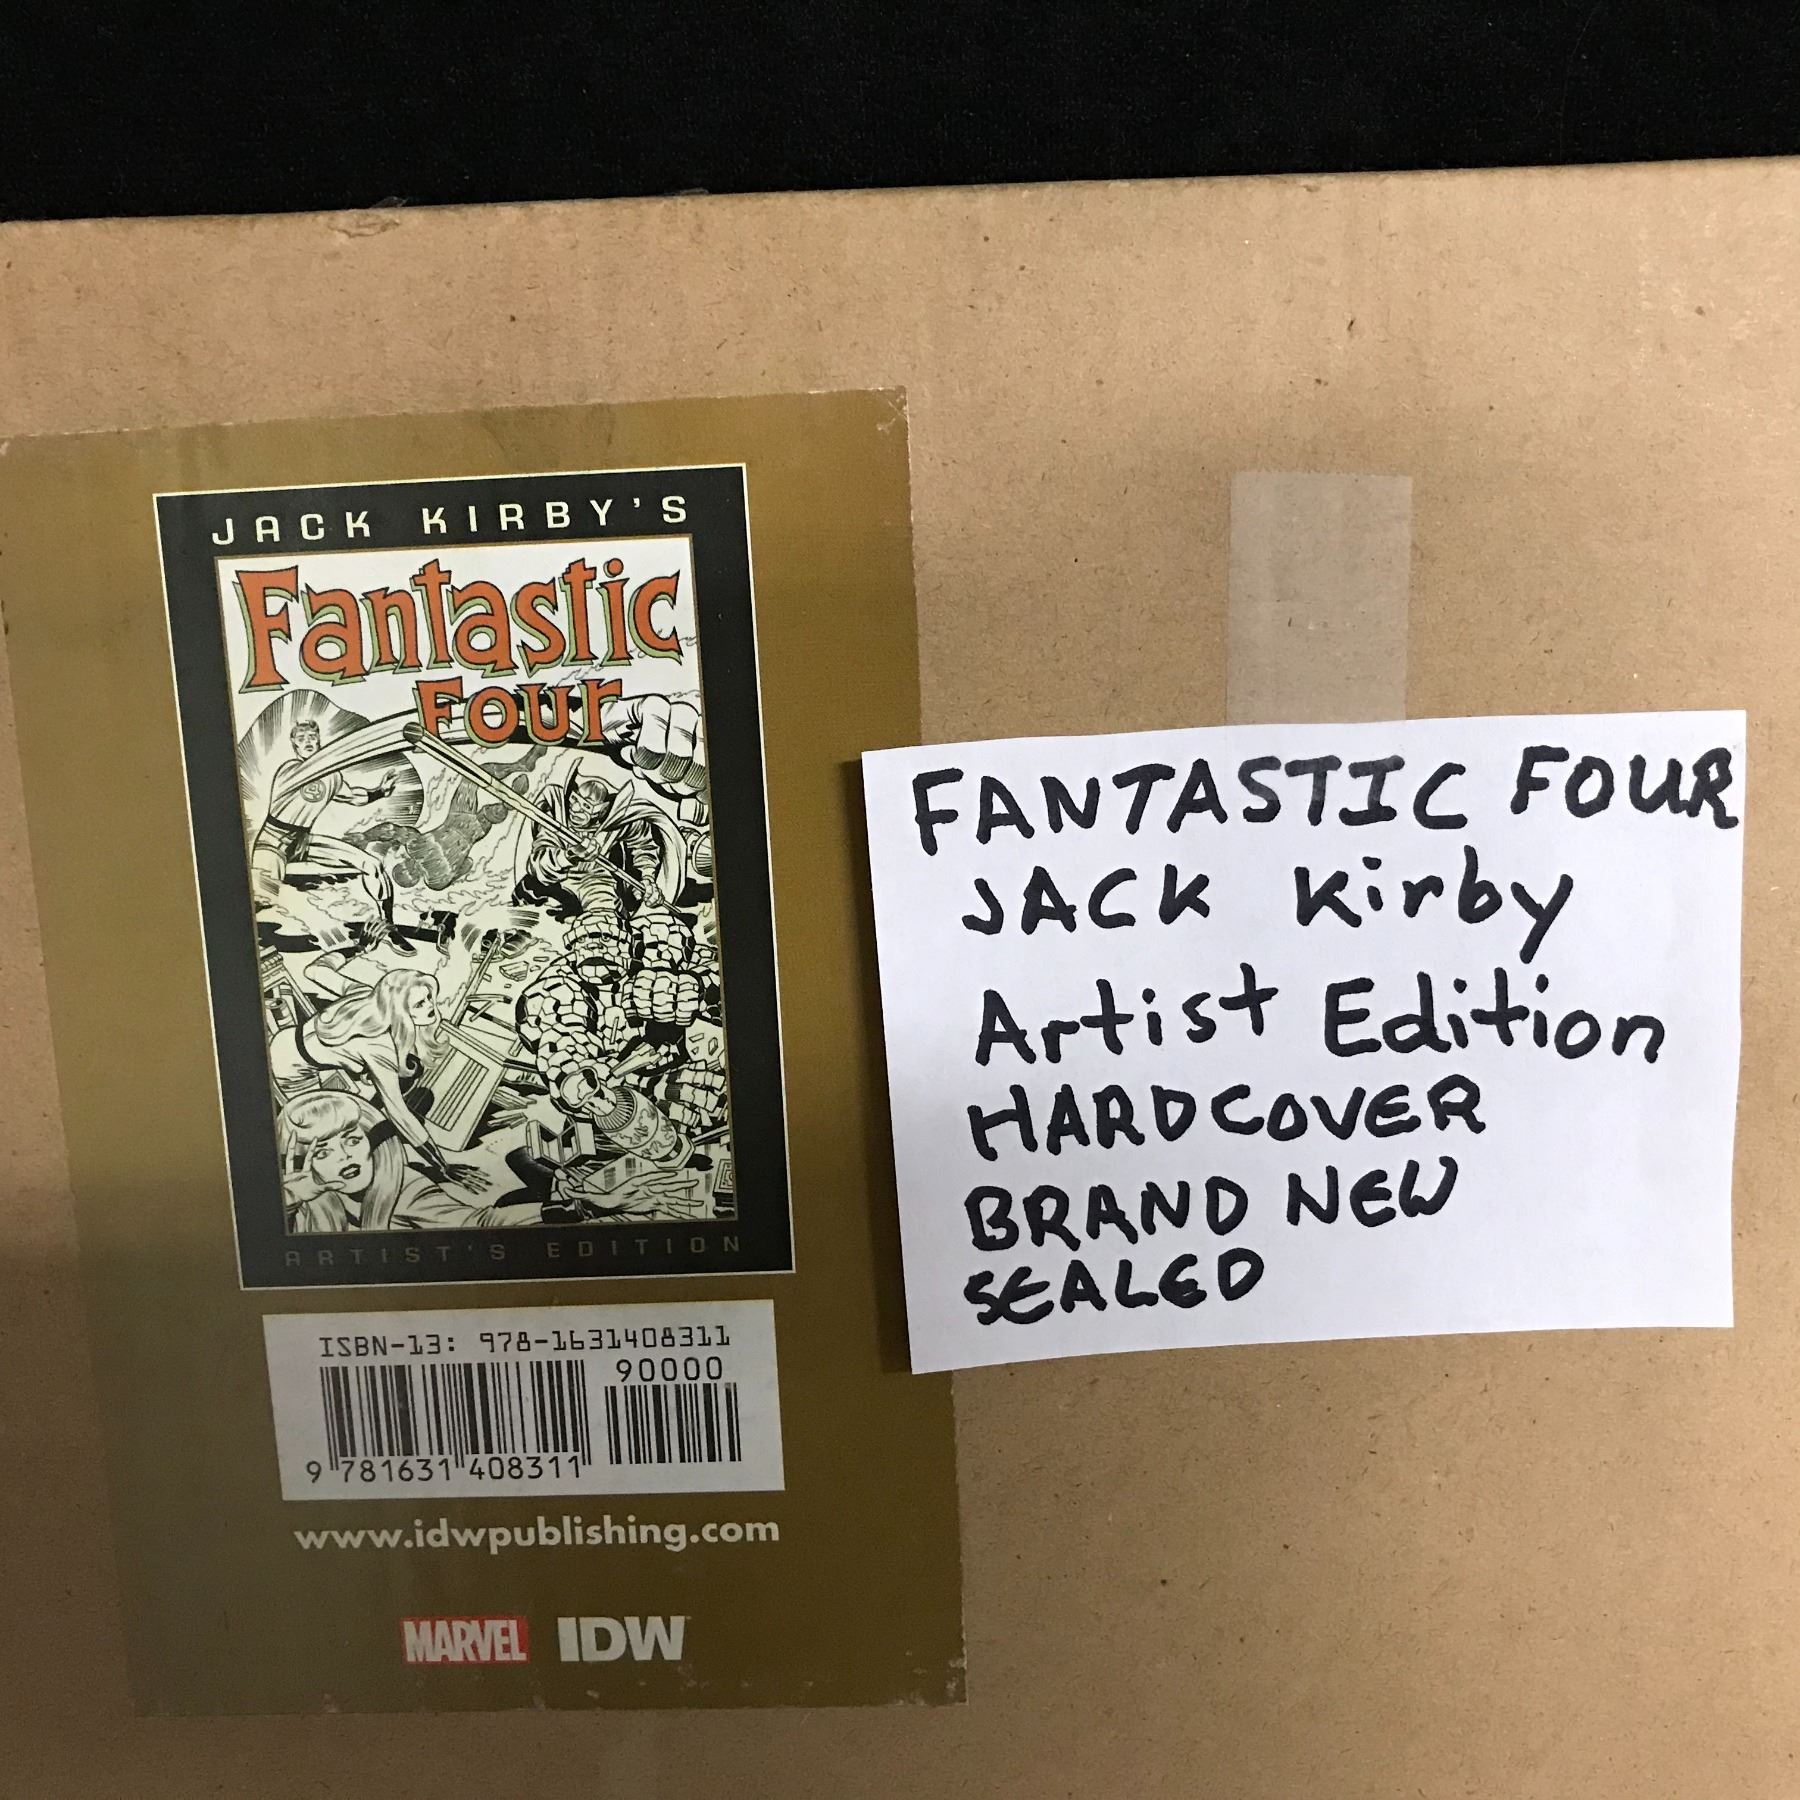 JACK KIRBY'S
Fantastic
Four
ARTIST'S EDITION
ISBN-13: 978-1631408311
90000
9 781631 408311
www.idwpublishing.com
MARVEL IDW
FANTASTIC FOUR
JACK Kirby
Artist Edition
HARDCOVER
BRAND NEW
SEALED